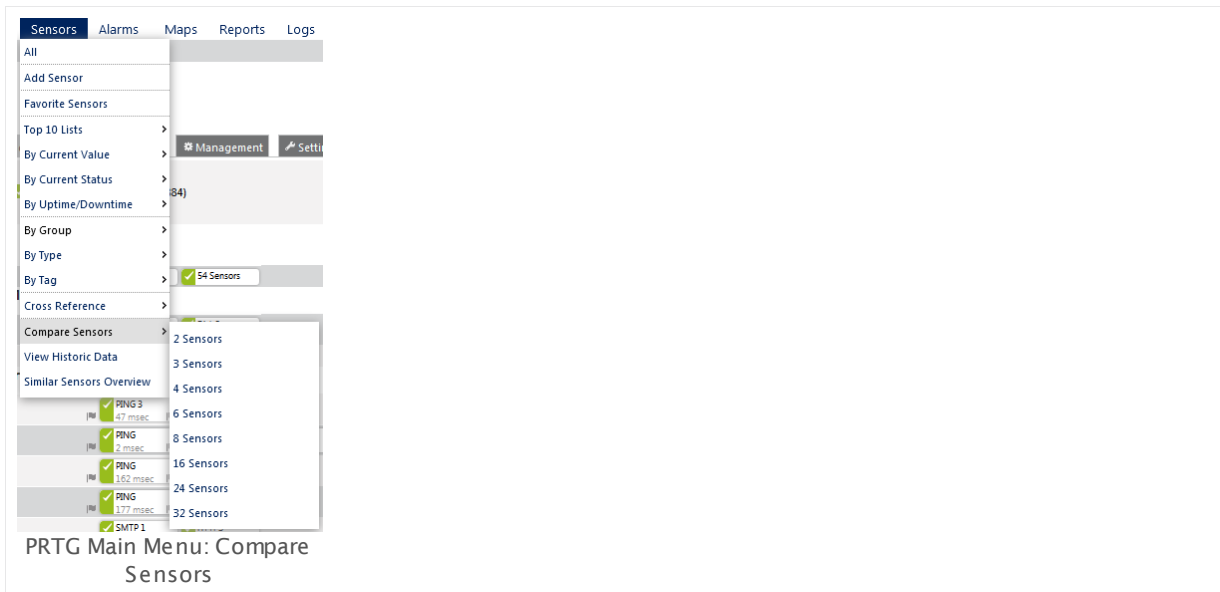 Sensors Alarms Maps Reports Logs
All
Add Sensor
Favorite Sensors
Top 10 Lists
Management
By Current Value
By Current Status
84)
By Uptime/Downtime
By Group
By Type
By Tag
54 Sensors
Cross Reference
Compare Sensors
2 Sensors
View Historic Data
3 Sensors
Similar Sensors Overview
4 Sensors
PING 3
47 msec
6 Sensors
PING
2 msec
8 Sensors
PING
162 msec
16 Sensors
24 Sensors
PING
177 msec
32 Sensors
SMTP 1
PRTG Main Menu: Compare
Sensors